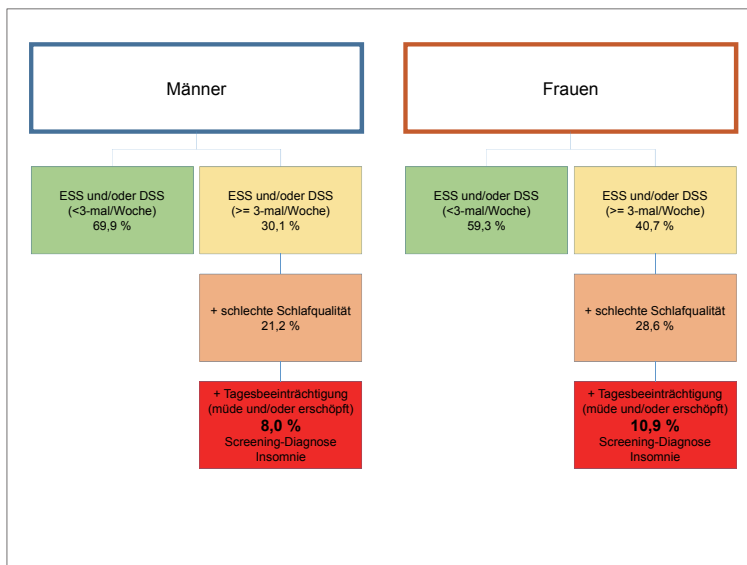 Männer
ESS und/oder DSS
(<3-mal/Woche)
69,9 %
ESS und/oder DSS
(>= 3-mal/Woche)
30,1 %
+ schlechte Schlafqualität
21,2 %
+ Tagesbeeinträchtigung
(müde und/oder erschöpft)
8,0 %
Screening-Diagnose
Insomnie
Frauen
ESS und/oder DSS
(<3-mal/Woche)
59,3 %
ESS und/oder DSS
(>= 3-mal/Woche)
40,7 %
+ schlechte Schlafqualität
28,6 %
+ Tagesbeeinträchtigung
(müde und/oder erschöpft)
10,9 %
Screening-Diagnose
Insomnie